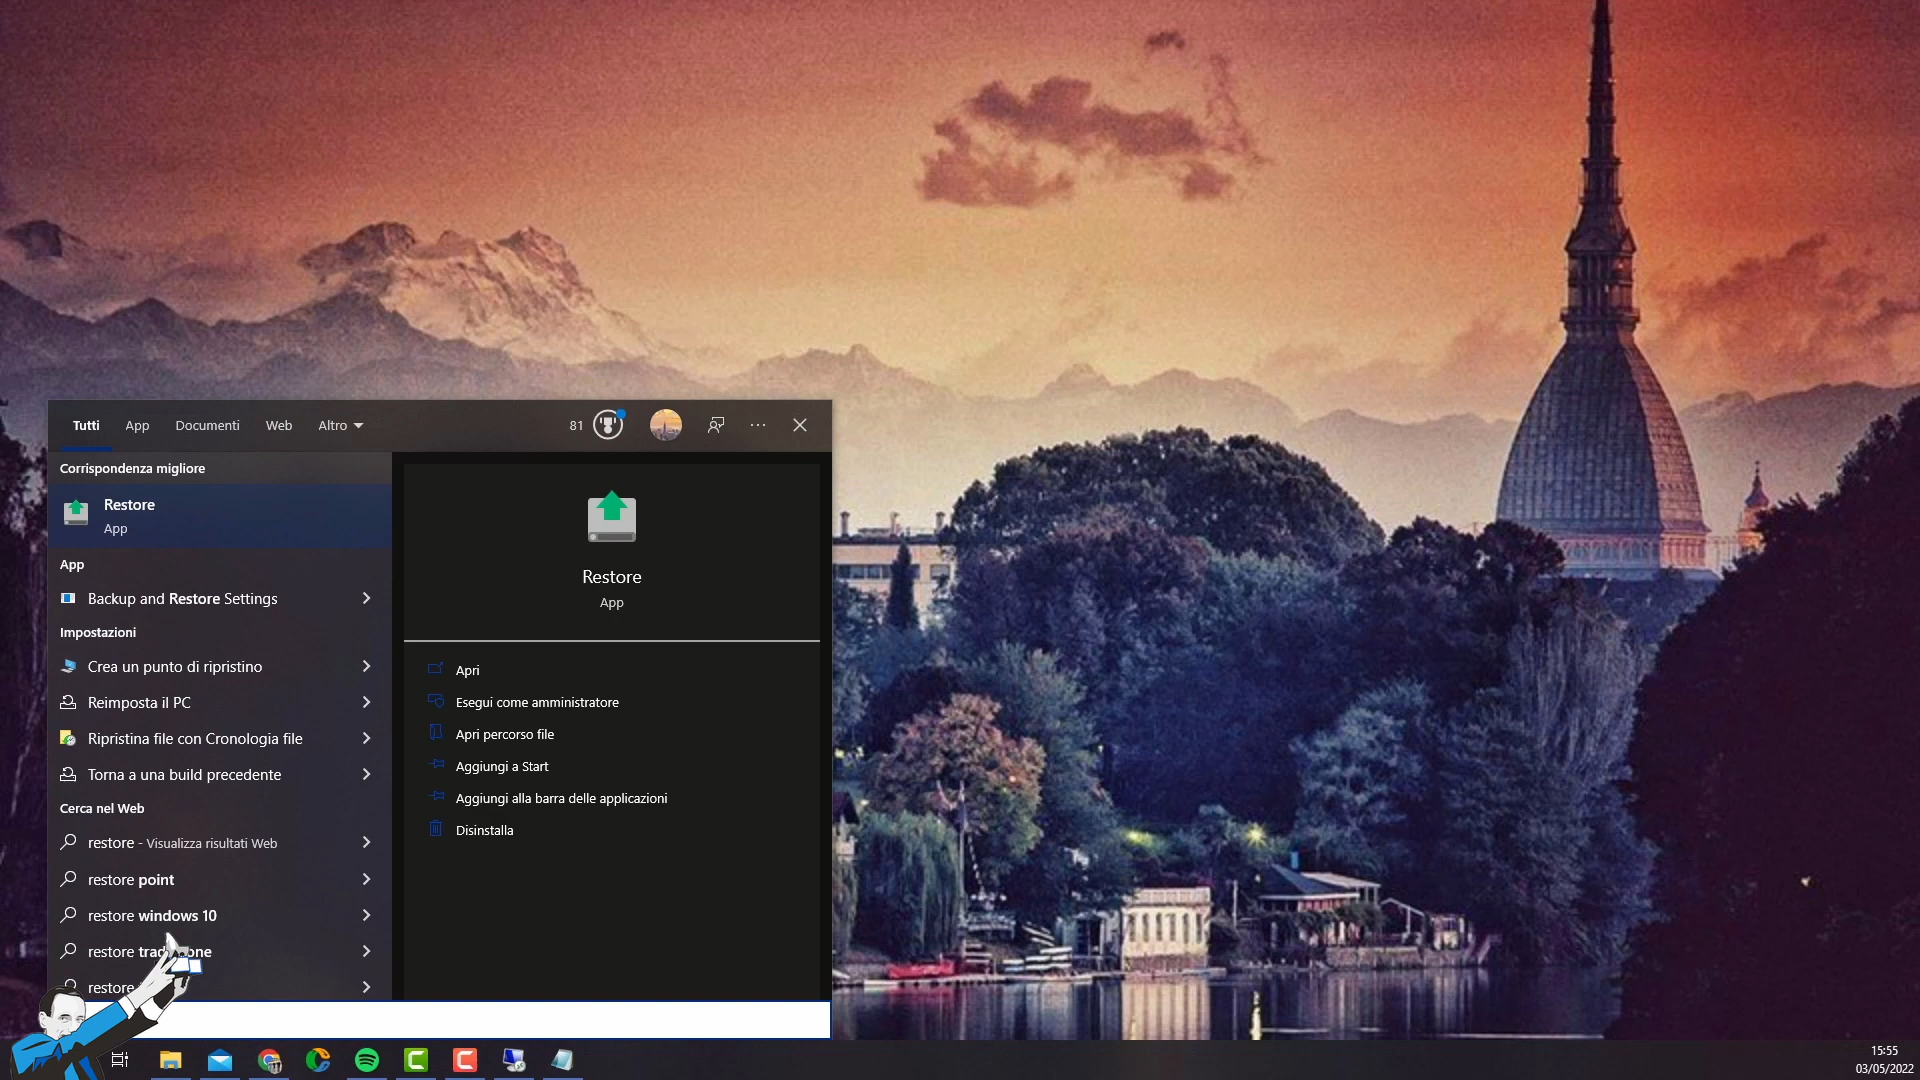 Tutti App Documenti Web Altro 81
Corrispondenza migliore
Restore
App
App
Backup and Restore Settings
Impostazioni
Crea un punto di ripristino
Reimposta il PC
Ripristina file con Cronologia file
Torna a una build precedente
Cerca nel Web
restore - Visualizza risultati Web
restore point
restore windows 10
restore
restore
Restore
App
Apri
Esegui come amministratore
Apri percorso file
Aggiungi a Start
Aggiungi alla barra delle applicazioni
Disinstalla
15:55
03/05/2022